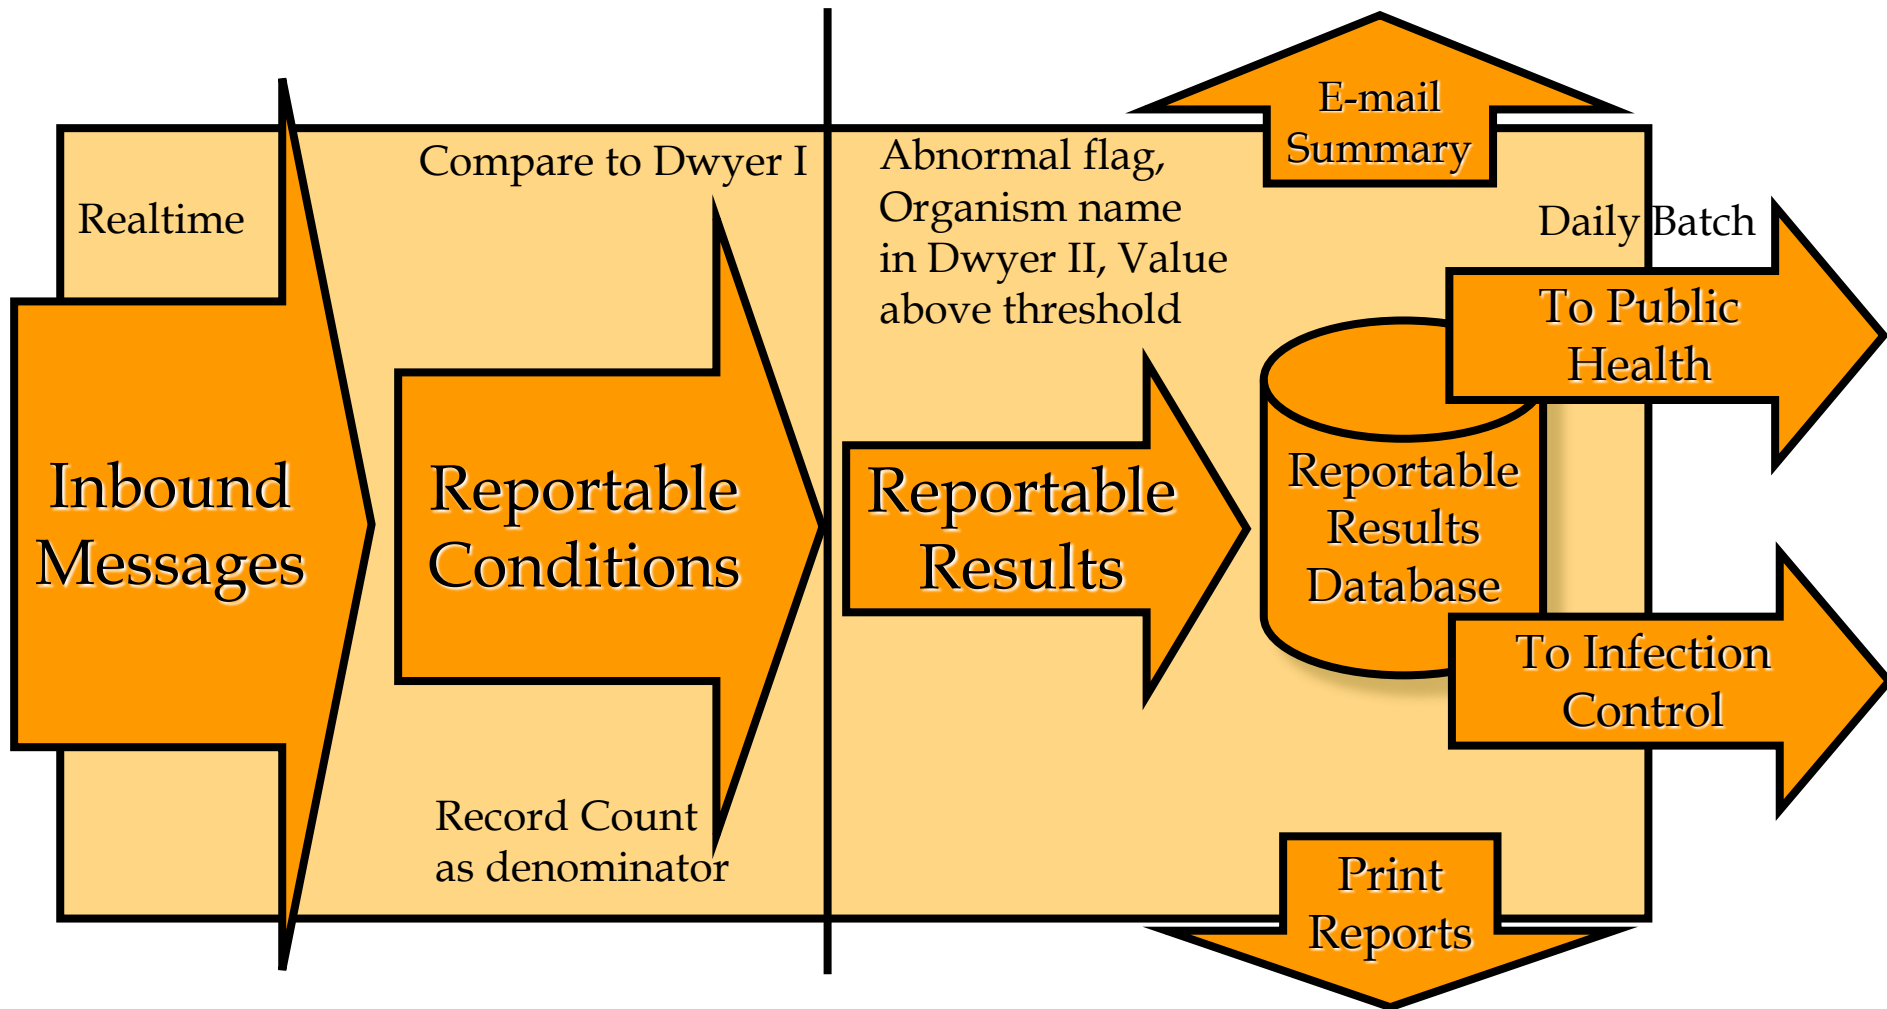 Realtime
Inbound
Messages
Compare to Dwyer I
Reportable
Conditions
Record Count
as denominator
Abnormal flag,
Organism name
in Dwyer II, Value
above threshold
Reportable
Results
E-mail
Summary
Reportable
Results
Database
Daily Batch
To Public
Health
To Infection
Control
Print
Reports